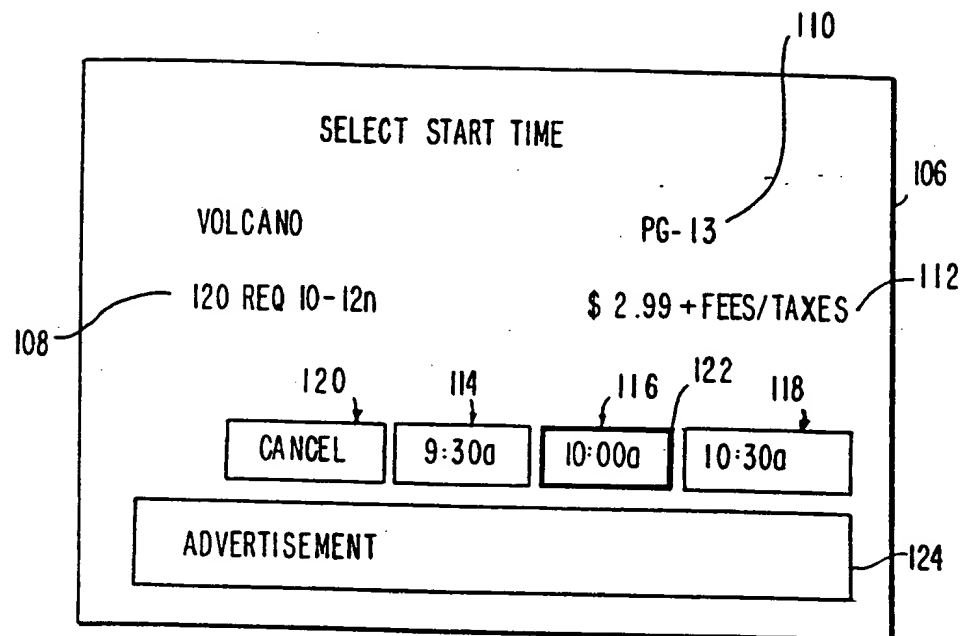 110
SELECT START TIME
106
VOLCANO
PG-13
120 REQ 10-12n
$ 2.99 + FEES/TAXES
112
108
120
114
116
122
118
CANCEL
9:30a
10:00a
10:30a
ADVERTISEMENT
124